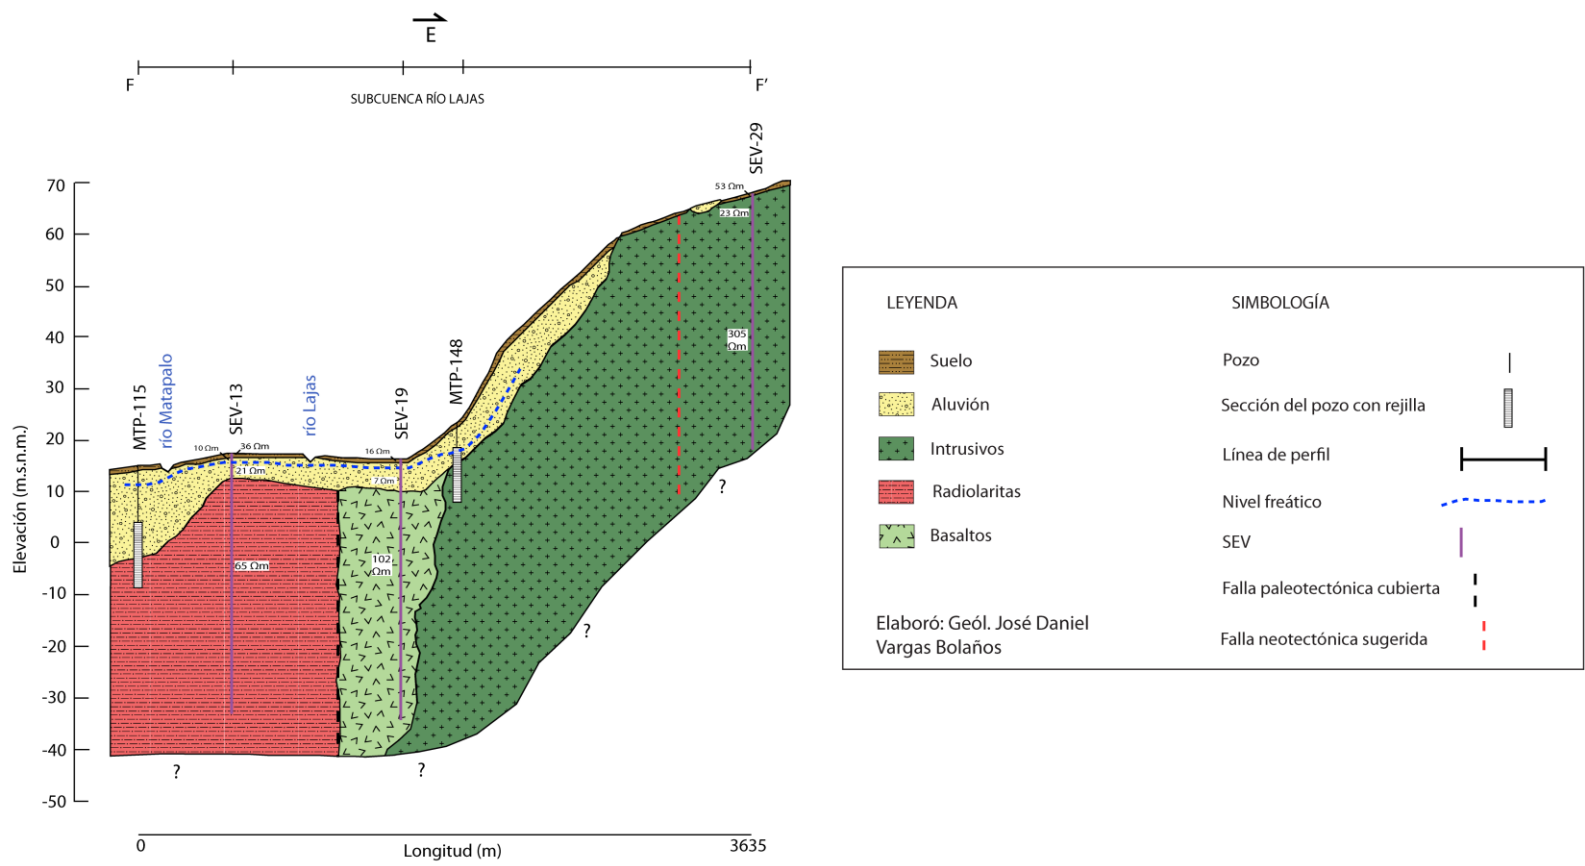 E
F
F'
SUBCUENCA RÍO LAJAS
SEV-29
70
60
50
40
30
20
10
0
-10
-20
-30
-40
-50
Elevación (m.s.n.m.)
MTP-115
río Matapalo
SEV-13
río Lajas
SEV-19
MTP-148
53 Ωm
23 Ωm
305
Ωm
10 Ωm
36 Ωm
21 Ωm
16 Ωm
7 Ωm
65 Ωm
102
Ωm
?
?
?
?
0
3635
Longitud (m)
LEYENDA
Suelo
Aluvión
Intrusivos
Radiolaritas
Basaltos
Elaboró: Geól. José Daniel
Vargas Bolaños
SIMBOLOGÍA
Pozo
Sección del pozo con rejilla
Línea de perfil
Nivel freático
SEV
Falla paleotectónica cubierta
Falla neotectónica sugerida